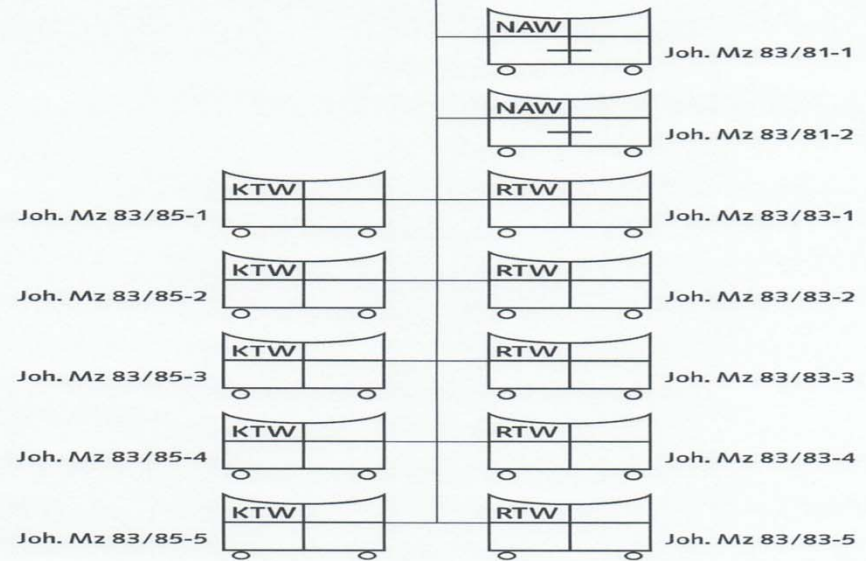 NAW
Joh. Mz 83/81-1
NAW
Joh. Mz 83/81-2
KTW
Joh. Mz 83/85-1
RTW
Joh. Mz 83/83-1
KTW
Joh. Mz 83/85-2
RTW
Joh. Mz 83/83-2
KTW
Joh. Mz 83/85-3
RTW
Joh. Mz 83/83-3
KTW
Joh. Mz 83/85-4
RTW
Joh. Mz 83/83-4
KTW
Joh. Mz 83/85-5
RTW
Joh. Mz 83/83-5